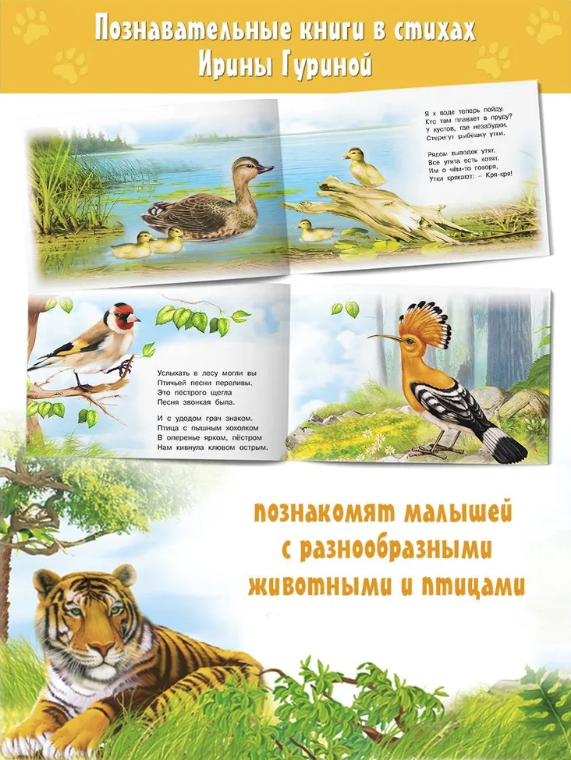 Познавательные книги в стихах
Ирины Гуриной
Я к воде теперь пойду.
Кто там плавает в пруду?
У кустов, где незабудки,
Стерегут рыбёшку утки.
Рядом выводок утят.
Все утята есть хотят.
Им о чём-то говоря,
Утки крякают: – Кря-кря!
Услыхать в лесу могли вы
Птичьей песни переливы.
Это пёстрого щегла
Песня звонкая была.
И с удодом грач знаком.
Птица с пышным хохолком
В оперенье ярком, пёстром
Нам кивнула клювом острым.
познакомят малышей
с разнообразными
животными и птицами